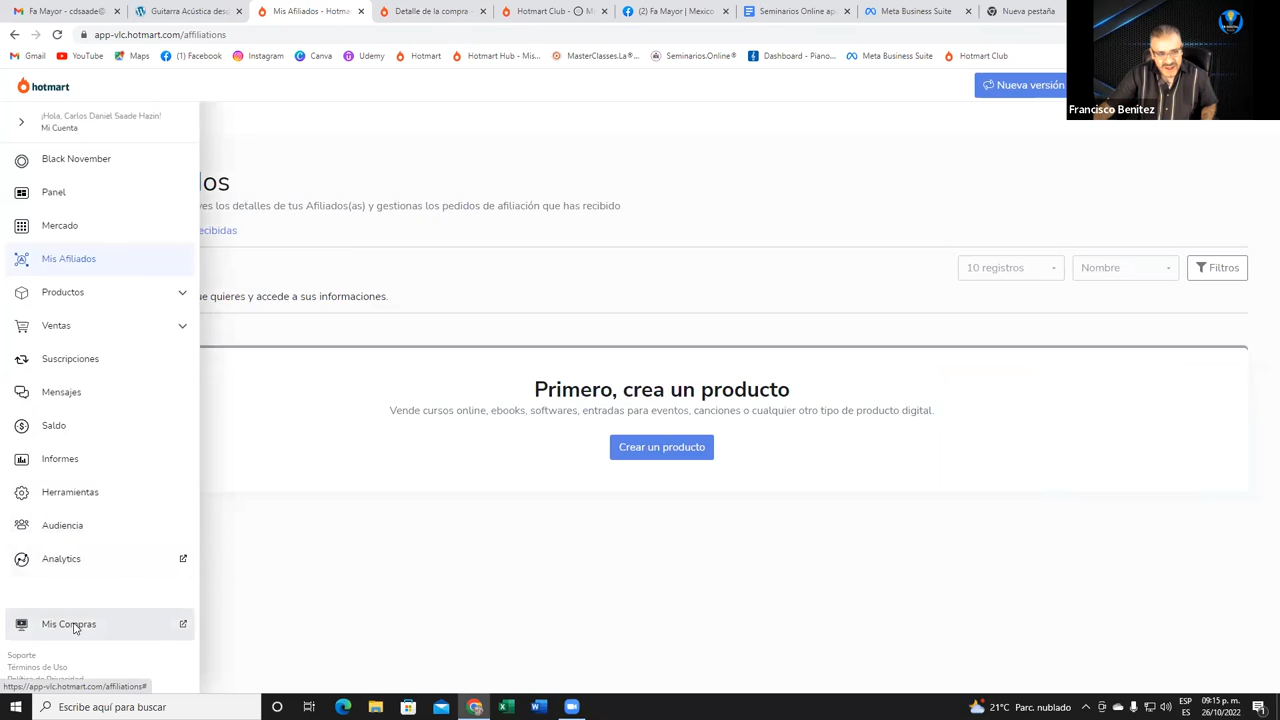 Fa Mayor - cdsaade@
Guitarra Acústica desd
Mis Afiliados - Hotma
Detalle de la compra -
Hotmart Club -
M
(2) Fa Mayor | Mexico
Seminarios Online ap
Meta Business Suite
Nueva pestaña
app-vlc.hotmart.com/affiliations
Gmail
YouTube
Maps
(1) Facebook
Instagram
Canva
Udemy
Hotmart
Hotmart Hub - Mis...
MasterClasses.La®...
Seminarios.Online®
Dashboard - Piano...
Meta Business Suite
Hotmart Club
hotmart
Nueva versión
Francisco Benitez
¡Hola, Carlos Daniel Saade Hazin!
Mi Cuenta
Black November
Panel
Mercado
Mis Afiliados
Productos
Ventas
Suscripciones
Mensajes
Saldo
Informes
Herramientas
Audiencia
Analytics
Mis Compras
Soporte
Términos de Uso
Política de Privacidad
https://app-vlc.hotmart.com/affiliations#
los
ves los detalles de tus Afiliados(as) y gestionas los pedidos de afiliación que has recibido
ecibidas
10 registros
Nombre
Filtros
ue quieres y accede a sus informaciones.
Primero, crea un producto
Vende cursos online, ebooks, softwares, entradas para eventos, canciones o cualquier otro tipo de producto digital.
Crear un producto
Escribe aquí para buscar
21°C Parc. nublado
ESP
ES
09:15 p. m.
26/10/2022